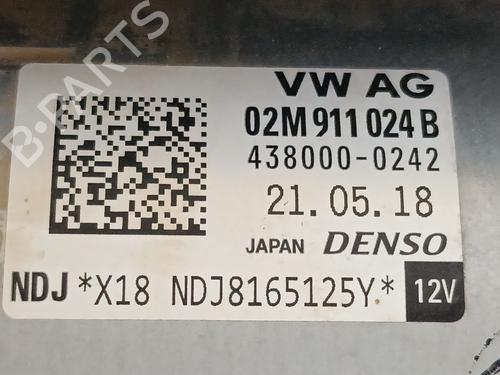 B-PARTS
VW AG
02M 911 024 B
438000-0242
21.05.18
JAPAN DENSO
NDJ *X18 NDJ8165125Y* 12V